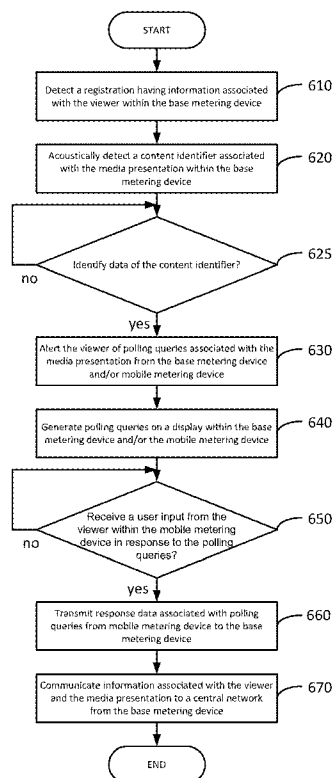 START
Detect a registration having information associated
with the viewer within the base metering device
610
Acoustically detect a content identifier associated
with the media presentation within the base
metering device
620
Identify data of the content identifier?
625
no
yes
Alert the viewer of polling queries associated with the
media presentation from the base metering device
and/or mobile metering device
630
Generate polling queries on a display within the base
metering device and/or the mobile metering device
640
Receive a user input from the
viewer within the mobile metering
device in response to the polling
queries?
650
no
yes
Transmit response data associated with polling
queries from mobile metering device to the base
metering device
660
Communicate information associated with the viewer
and the media presentation to a central network
from the base metering device
670
END